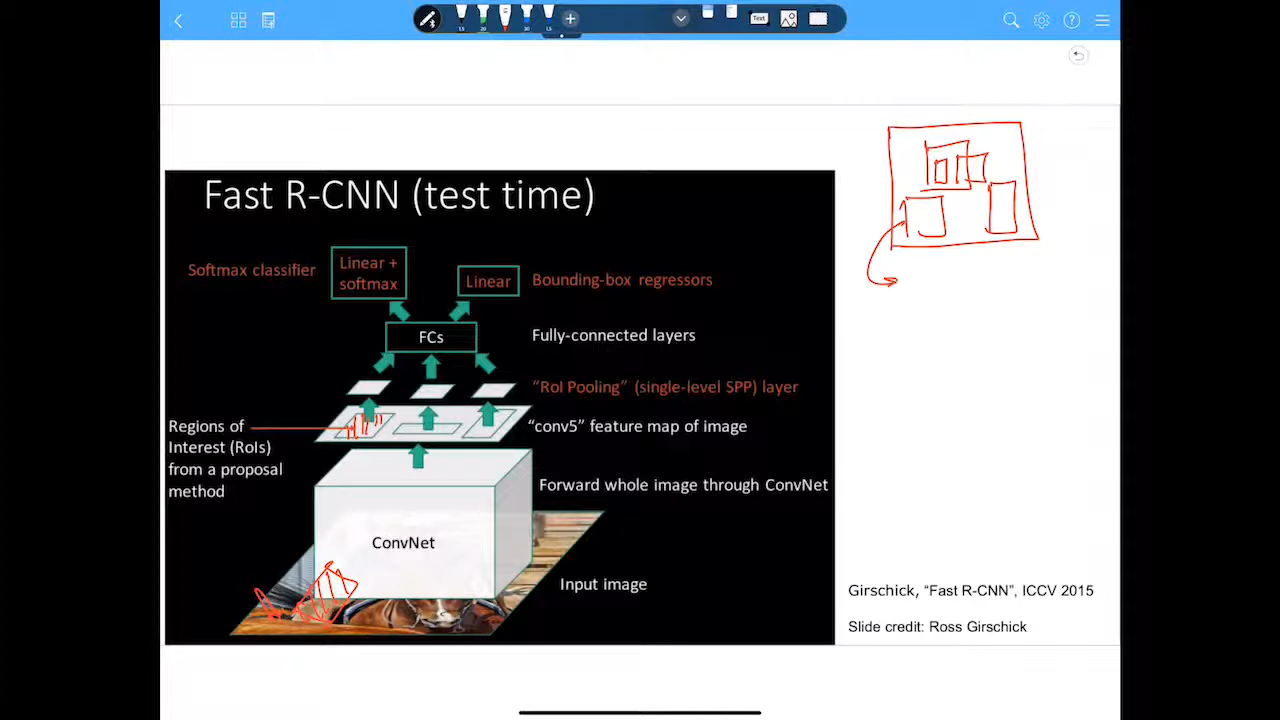 Text
Fast R-CNN (test time)
Softmax classifier
Linear +
softmax
Linear
Bounding-box regressors
FCs
Fully-connected layers
“RoI Pooling” (single-level SPP) layer
Regions of
Interest (RoIs)
from a proposal
method
“conv5” feature map of image
Forward whole image through ConvNet
ConvNet
Input image
Girschick, “Fast R-CNN”, ICCV 2015
Slide credit: Ross Girschick